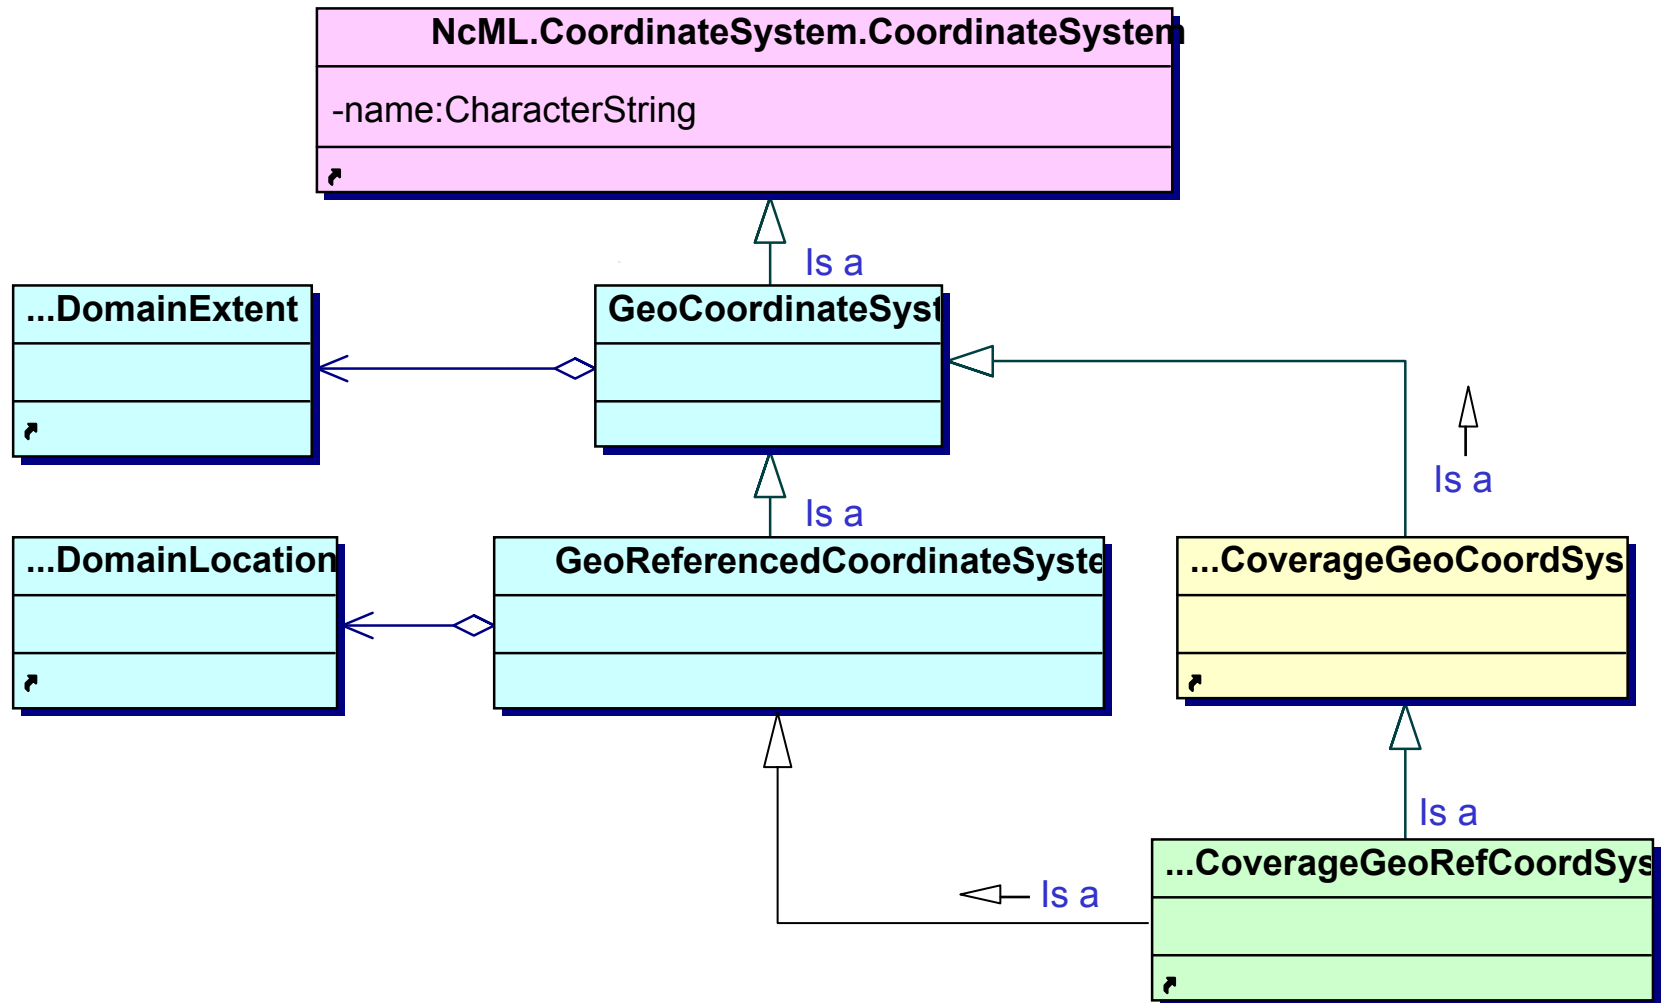 NcML.CoordinateSystem.CoordinateSystem
-name:CharacterString
Is a
...DomainExtent
GeoCoordinateSyst
Is a
Is a
...DomainLocation
GeoReferencedCoordinateSyste
...CoverageGeoCoordSys
Is a
...CoverageGeoRefCoordSys
Is a